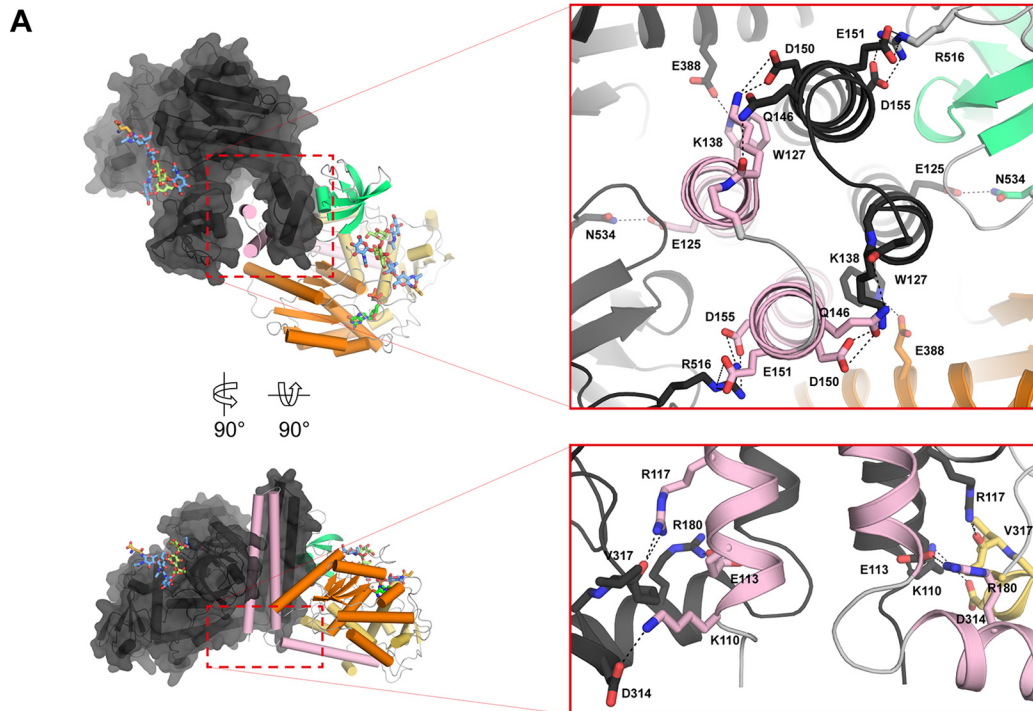 A
E151
D150
R516
E388
D155
Q146
K138
W127
E125
N534
N534
E125
K138
W127
D155
Q146
R516
E388
E151
D150
90° 90°
R117
R180
V317
E113
K110
D314
R117
V317
E113
R180
K110
D314